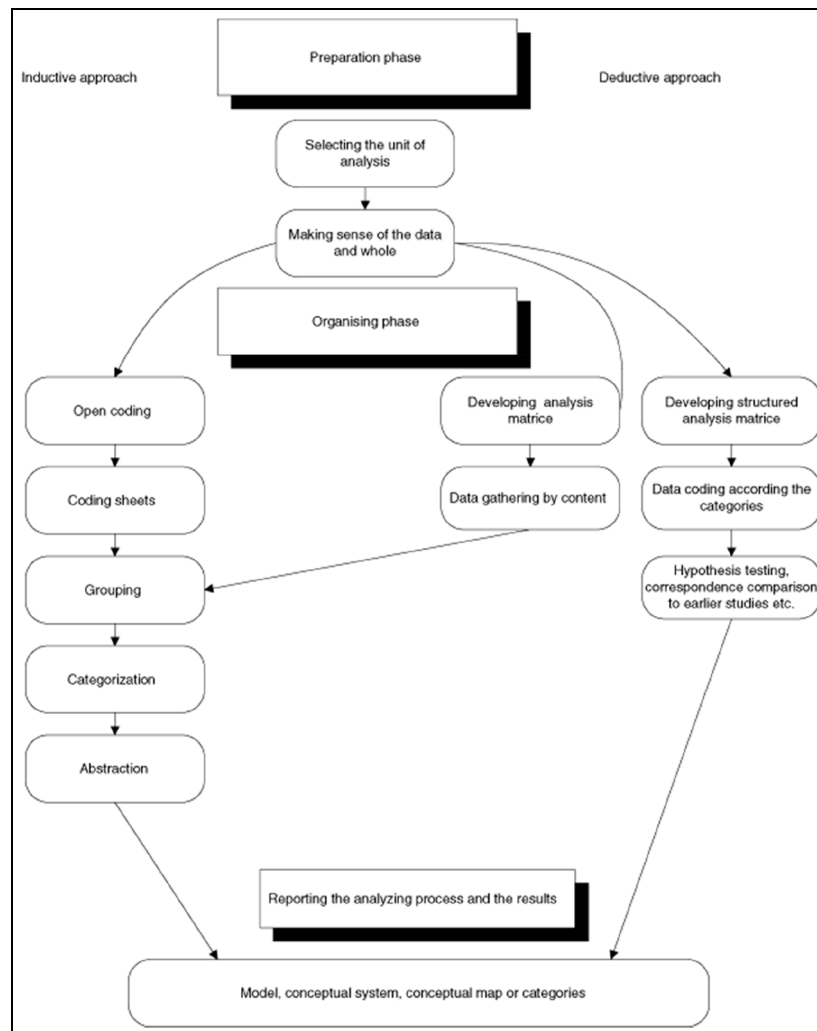 Preparation phase
Inductive approach
Deductive approach
Selecting the unit of
analysis
Making sense of the data
and whole
Organising phase
Open coding
Developing analysis
matrice
Developing structured
analysis matrice
Coding sheets
Data gathering by content
Data coding according the
categories
Grouping
Hypothesis testing,
correspondence comparison
to earlier studies etc.
Categorization
Abstraction
Reporting the analyzing process and the results
Model, conceptual system, conceptual map or categories